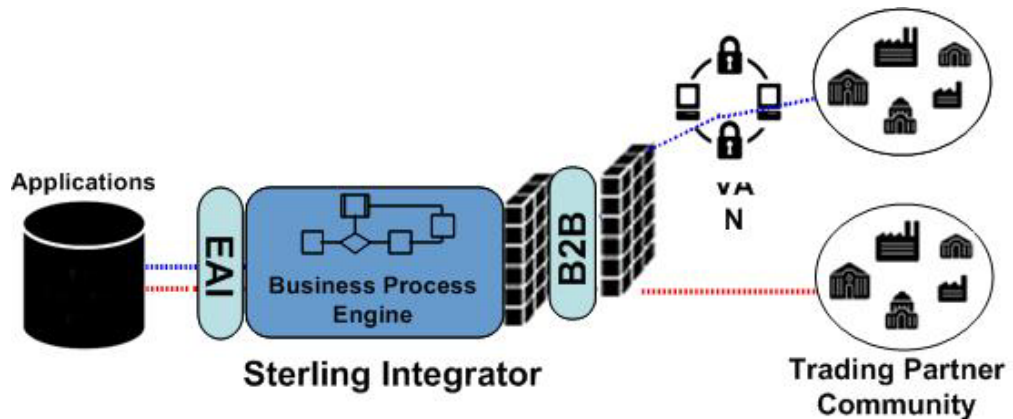 Applications
EAI
Business Process
Engine
B2B
VA
N
Sterling Integrator
Trading Partner
Community